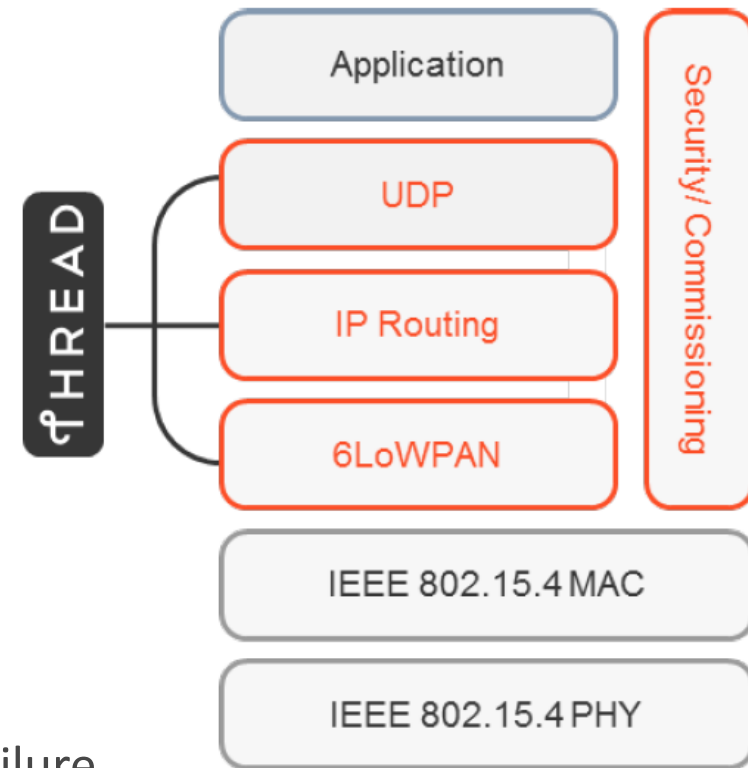 Application
Security/ Commissioning
UDP
THREAD
IP Routing
6LoWPAN
IEEE 802.15.4 MAC
IEEE 802.15.4 PHY